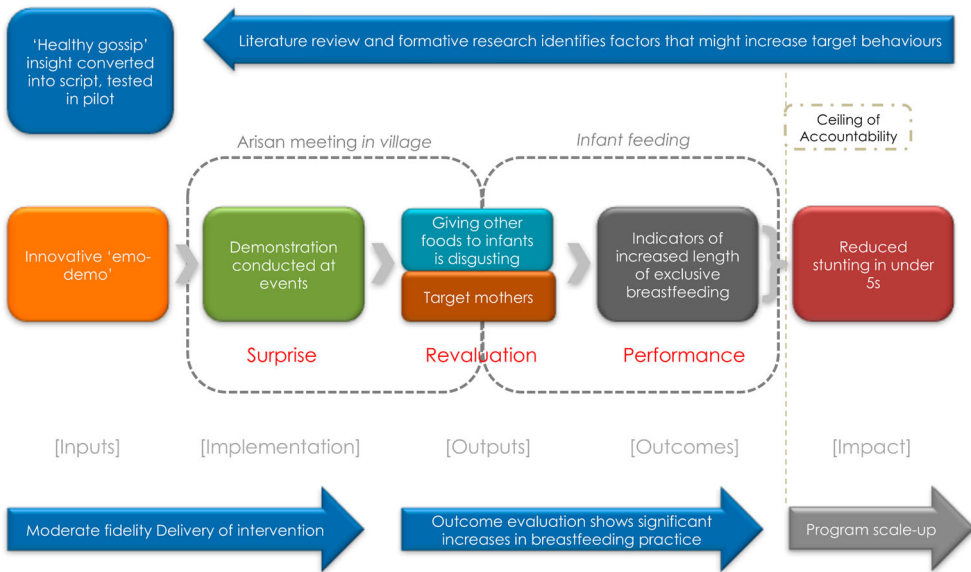 ‘Healthy gossip’
insight converted
into script, tested
in pilot
Literature review and formative research identifies factors that might increase target behaviours
Ceiling of
Accountability
Arisan meeting in village
Infant feeding
Innovative ‘emo-
demo’
Demonstration
conducted at
events
Giving other
foods to infants
is disgusting
Target mothers
Indicators of
increased length
of exclusive
breastfeeding
Reduced
stunting in under
5s
Surprise
Revaluation
Performance
[Inputs]
[Implementation]
[Outputs]
[Outcomes]
[Impact]
Moderate fidelity Delivery of intervention
Outcome evaluation shows significant
increases in breastfeeding practice
Program scale-up